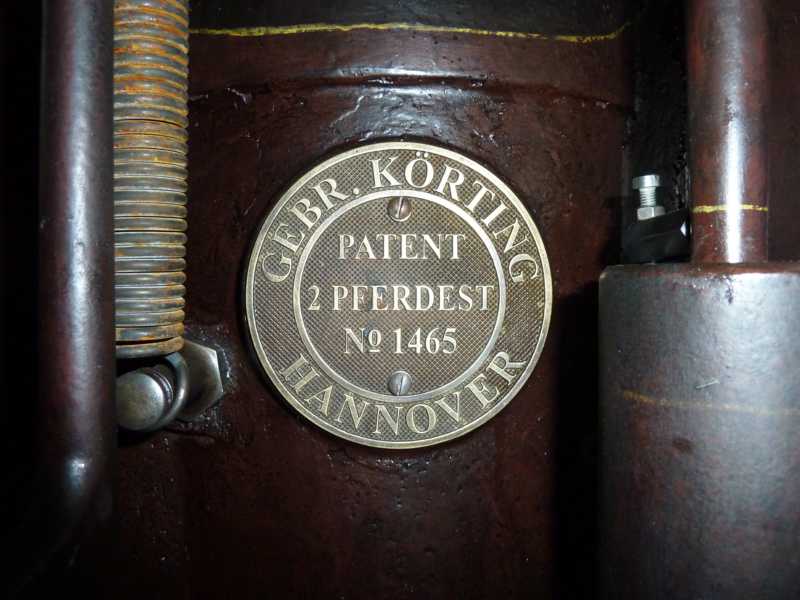 GEBR. KÖRTING
PATENT
2 PFERDEST
Nº 1465
HANNOVER